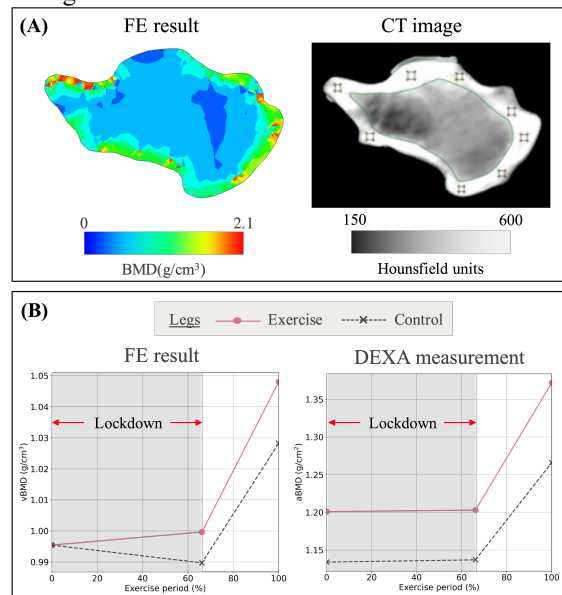 (A)
FE result
CT image
0
2.1
BMD(g/cm³)
150
600
Hounsfield units
(B)
Legs
Exercise
Control
FE result
DEXA measurement
1.05
1.04
1.03
1.02
1.01
1.00
0.99
vBMD (g/cm³)
Lockdown
0
20
40
60
80
100
Exercise period (%)
1.35
1.30
1.25
1.20
1.15
aBMD (g/cm³)
Lockdown
0
20
40
60
80
100
Exercise period (%)